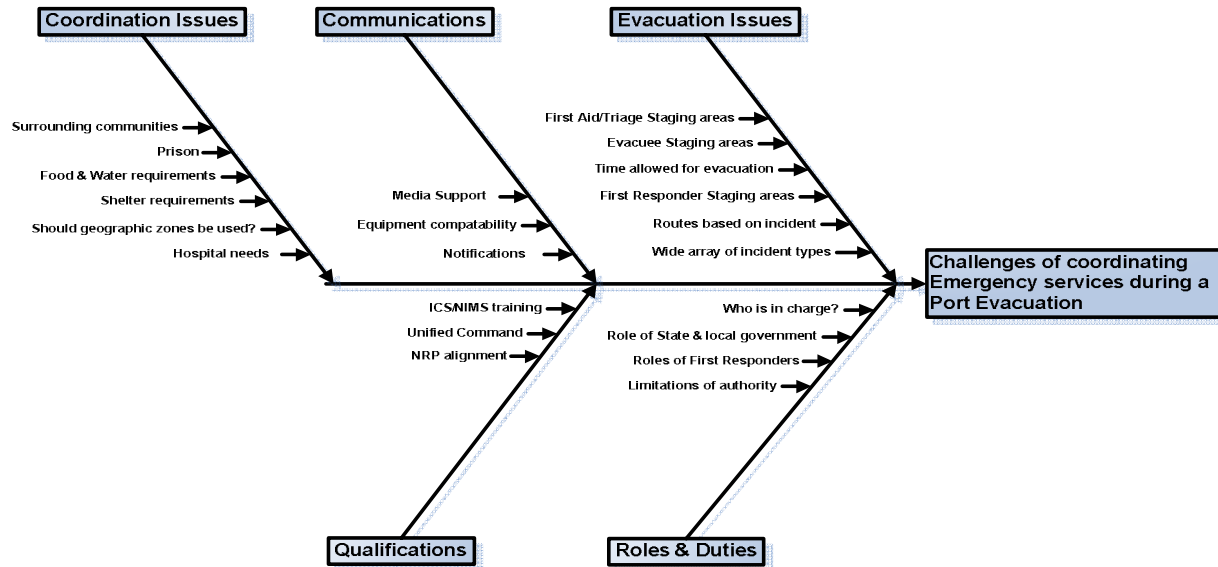 Coordination Issues
Communications
Evacuation Issues
Surrounding communities
Prison
Food & Water requirements
Shelter requirements
Should geographic zones be used?
Hospital needs
Media Support
Equipment compatability
Notifications
First Aid/Triage Staging areas
Evacuee Staging areas
Time allowed for evacuation
First Responder Staging areas
Routes based on incident
Wide array of incident types
Challenges of coordinating
Emergency services during a
Port Evacuation
ICS/NIMS training
Unified Command
NRP alignment
Who is in charge?
Role of State & local government
Roles of First Responders
Limitations of authority
Qualifications
Roles & Duties